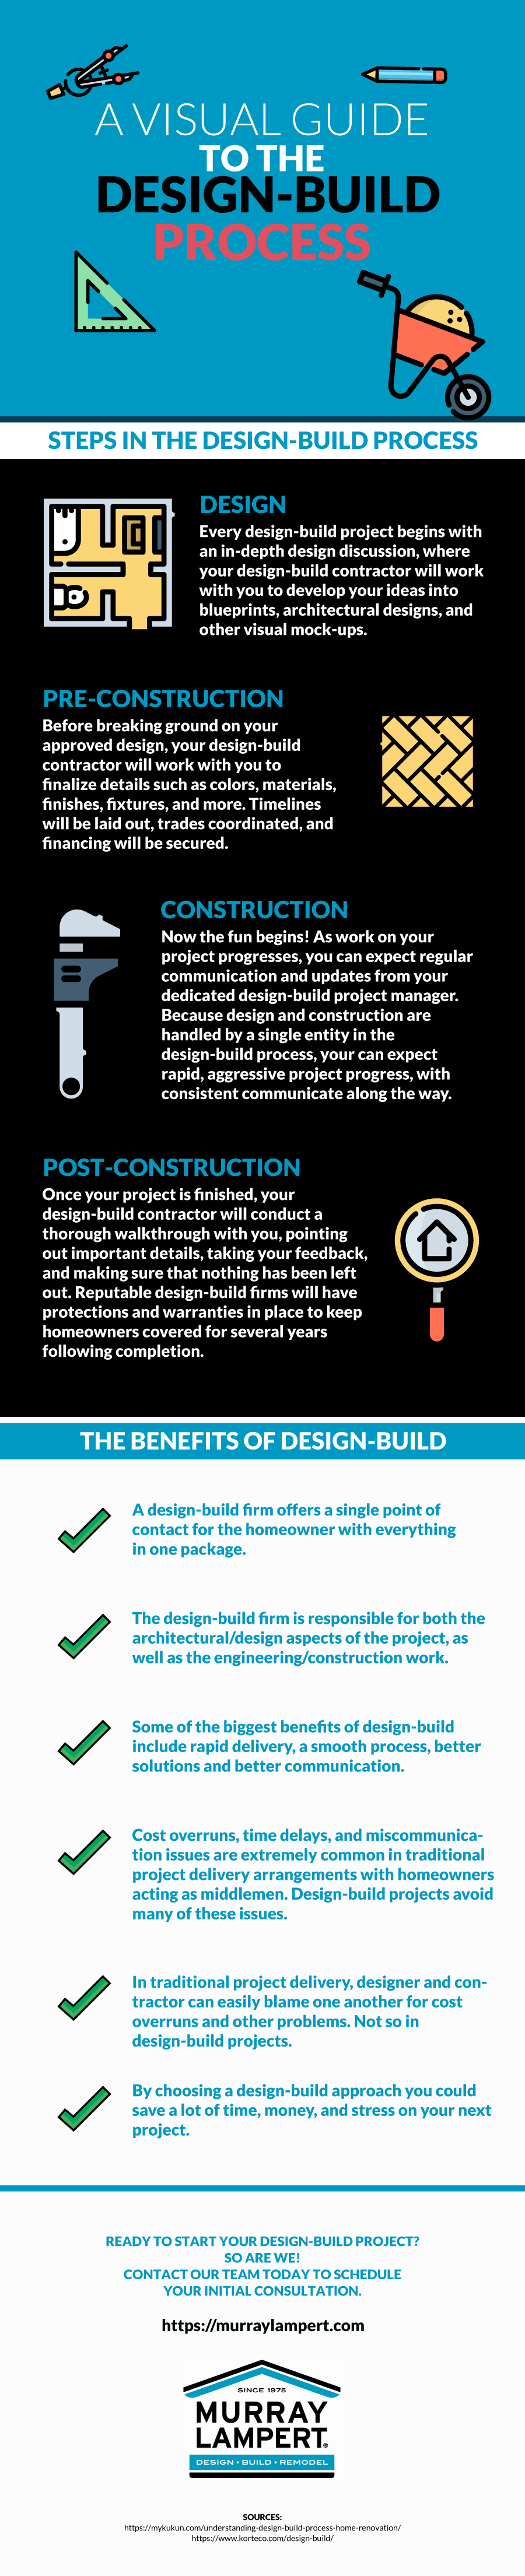 A VISUAL GUIDE
TO THE
DESIGN-BUILD
PROCESS
STEPS IN THE DESIGN-BUILD PROCESS
DESIGN
Every design-build project begins with
an in-depth design discussion, where
your design-build contractor will work
with you to develop your ideas into
blueprints, architectural designs, and
other visual mock-ups.
PRE-CONSTRUCTION
Before breaking ground on your
approved design, your design-build
contractor will work with you to
finalize details such as colors, materials,
finishes, fixtures, and more. Timelines
will be laid out, trades coordinated, and
financing will be secured.
CONSTRUCTION
Now the fun begins! As work on your
project progresses, you can expect regular
communication and updates from your
dedicated design-build project manager.
Because design and construction are
handled by a single entity in the
design-build process, your can expect
rapid, aggressive project progress, with
consistent communicate along the way.
POST-CONSTRUCTION
Once your project is finished, your
design-build contractor will conduct a
thorough walkthrough with you, pointing
out important details, taking your feedback,
and making sure that nothing has been left
out. Reputable design-build firms will have
protections and warranties in place to keep
homeowners covered for several years
following completion.
THE BENEFITS OF DESIGN-BUILD
A design-build firm offers a single point of
contact for the homeowner with everything
in one package.
The design-build firm is responsible for both the
architectural/design aspects of the project, as
well as the engineering/construction work.
Some of the biggest benefits of design-build
include rapid delivery, a smooth process, better
solutions and better communication.
Cost overruns, time delays, and miscommunica-
tion issues are extremely common in traditional
project delivery arrangements with homeowners
acting as middlemen. Design-build projects avoid
many of these issues.
In traditional project delivery, designer and con-
tractor can easily blame one another for cost
overruns and other problems. Not so in
design-build projects.
By choosing a design-build approach you could
save a lot of time, money, and stress on your next
project.
READY TO START YOUR DESIGN-BUILD PROJECT?
SO ARE WE!
CONTACT OUR TEAM TODAY TO SCHEDULE
YOUR INITIAL CONSULTATION.
https://murraylampert.com
SINCE 1975
MURRAY
LAMPERT®
DESIGN • BUILD • REMODEL
SOURCES:
https://mykukun.com/understanding-design-build-process-home-renovation/
https://www.korteco.com/design-build/